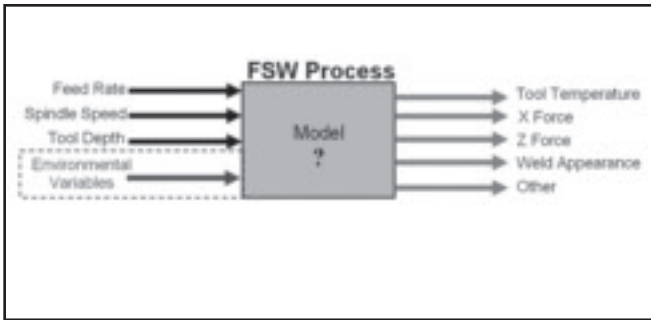 FSW Process
Feed Rate
Spindle Speed
Tool Depth
Environmental
Variables
Model
?
Tool Temperature
X Force
Z Force
Weld Appearance
Other